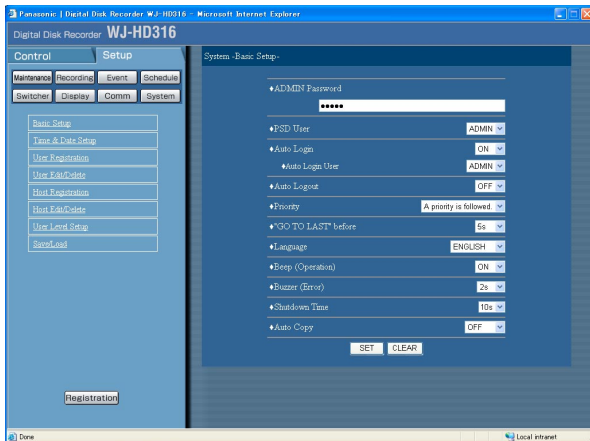 Panasonic | Digital Disk Recorder WJ-HD316 - Microsoft Internet Explorer
Digital Disk Recorder WJ-HD316
Control Setup
Maintenance Recording Event Schedule
Switcher Display Comm System
Basic Setup
Time & Date Setup
User Registration
User Edit/Delete
Host Registration
Host Edit/Delete
User Level Setup
Save/Load
Registration
System -Basic Setup-
♦ADMIN Password
●●●●●
♦PSD User ADMIN
♦Auto Login ON
♦Auto Login User ADMIN
♦Auto Logout OFF
♦Priority A priority is followed.
♦"GO TO LAST" before 5s
♦Language ENGLISH
♦Beep (Operation) ON
♦Buzzer (Error) 2s
♦Shutdown Time 10s
♦Auto Copy OFF
SET CLEAR
Done Local intranet